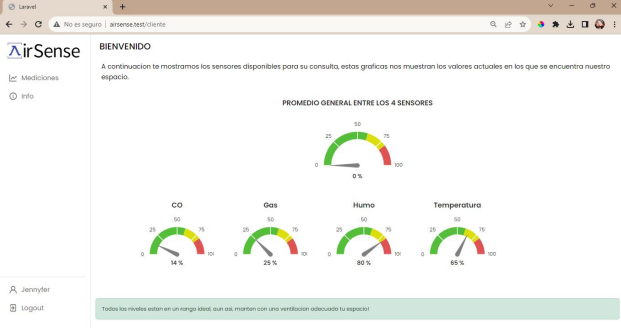 Laravel
No es seguro | airsense.test/cliente
AirSense
Mediciones
Info
Jennyfer
Logout
BIENVENIDO
A continuacion te mostramos los sensores disponibles para su consulta, estas graficas nos muestran los valores actuales en los que se encuentra nuestro
espacio.
PROMEDIO GENERAL ENTRE LOS 4 SENSORES
50
25 75
0 100
0 %
CO Gas Humo Temperatura
50 50 50 50
25 75 25 75 25 75 25 75
0 10 0 10 0 10 0 100
14 % 25 % 80 % 65 %
Todos los niveles estan en un rango ideal, aun asi, manten con una ventilacion adecuada tu espacio!